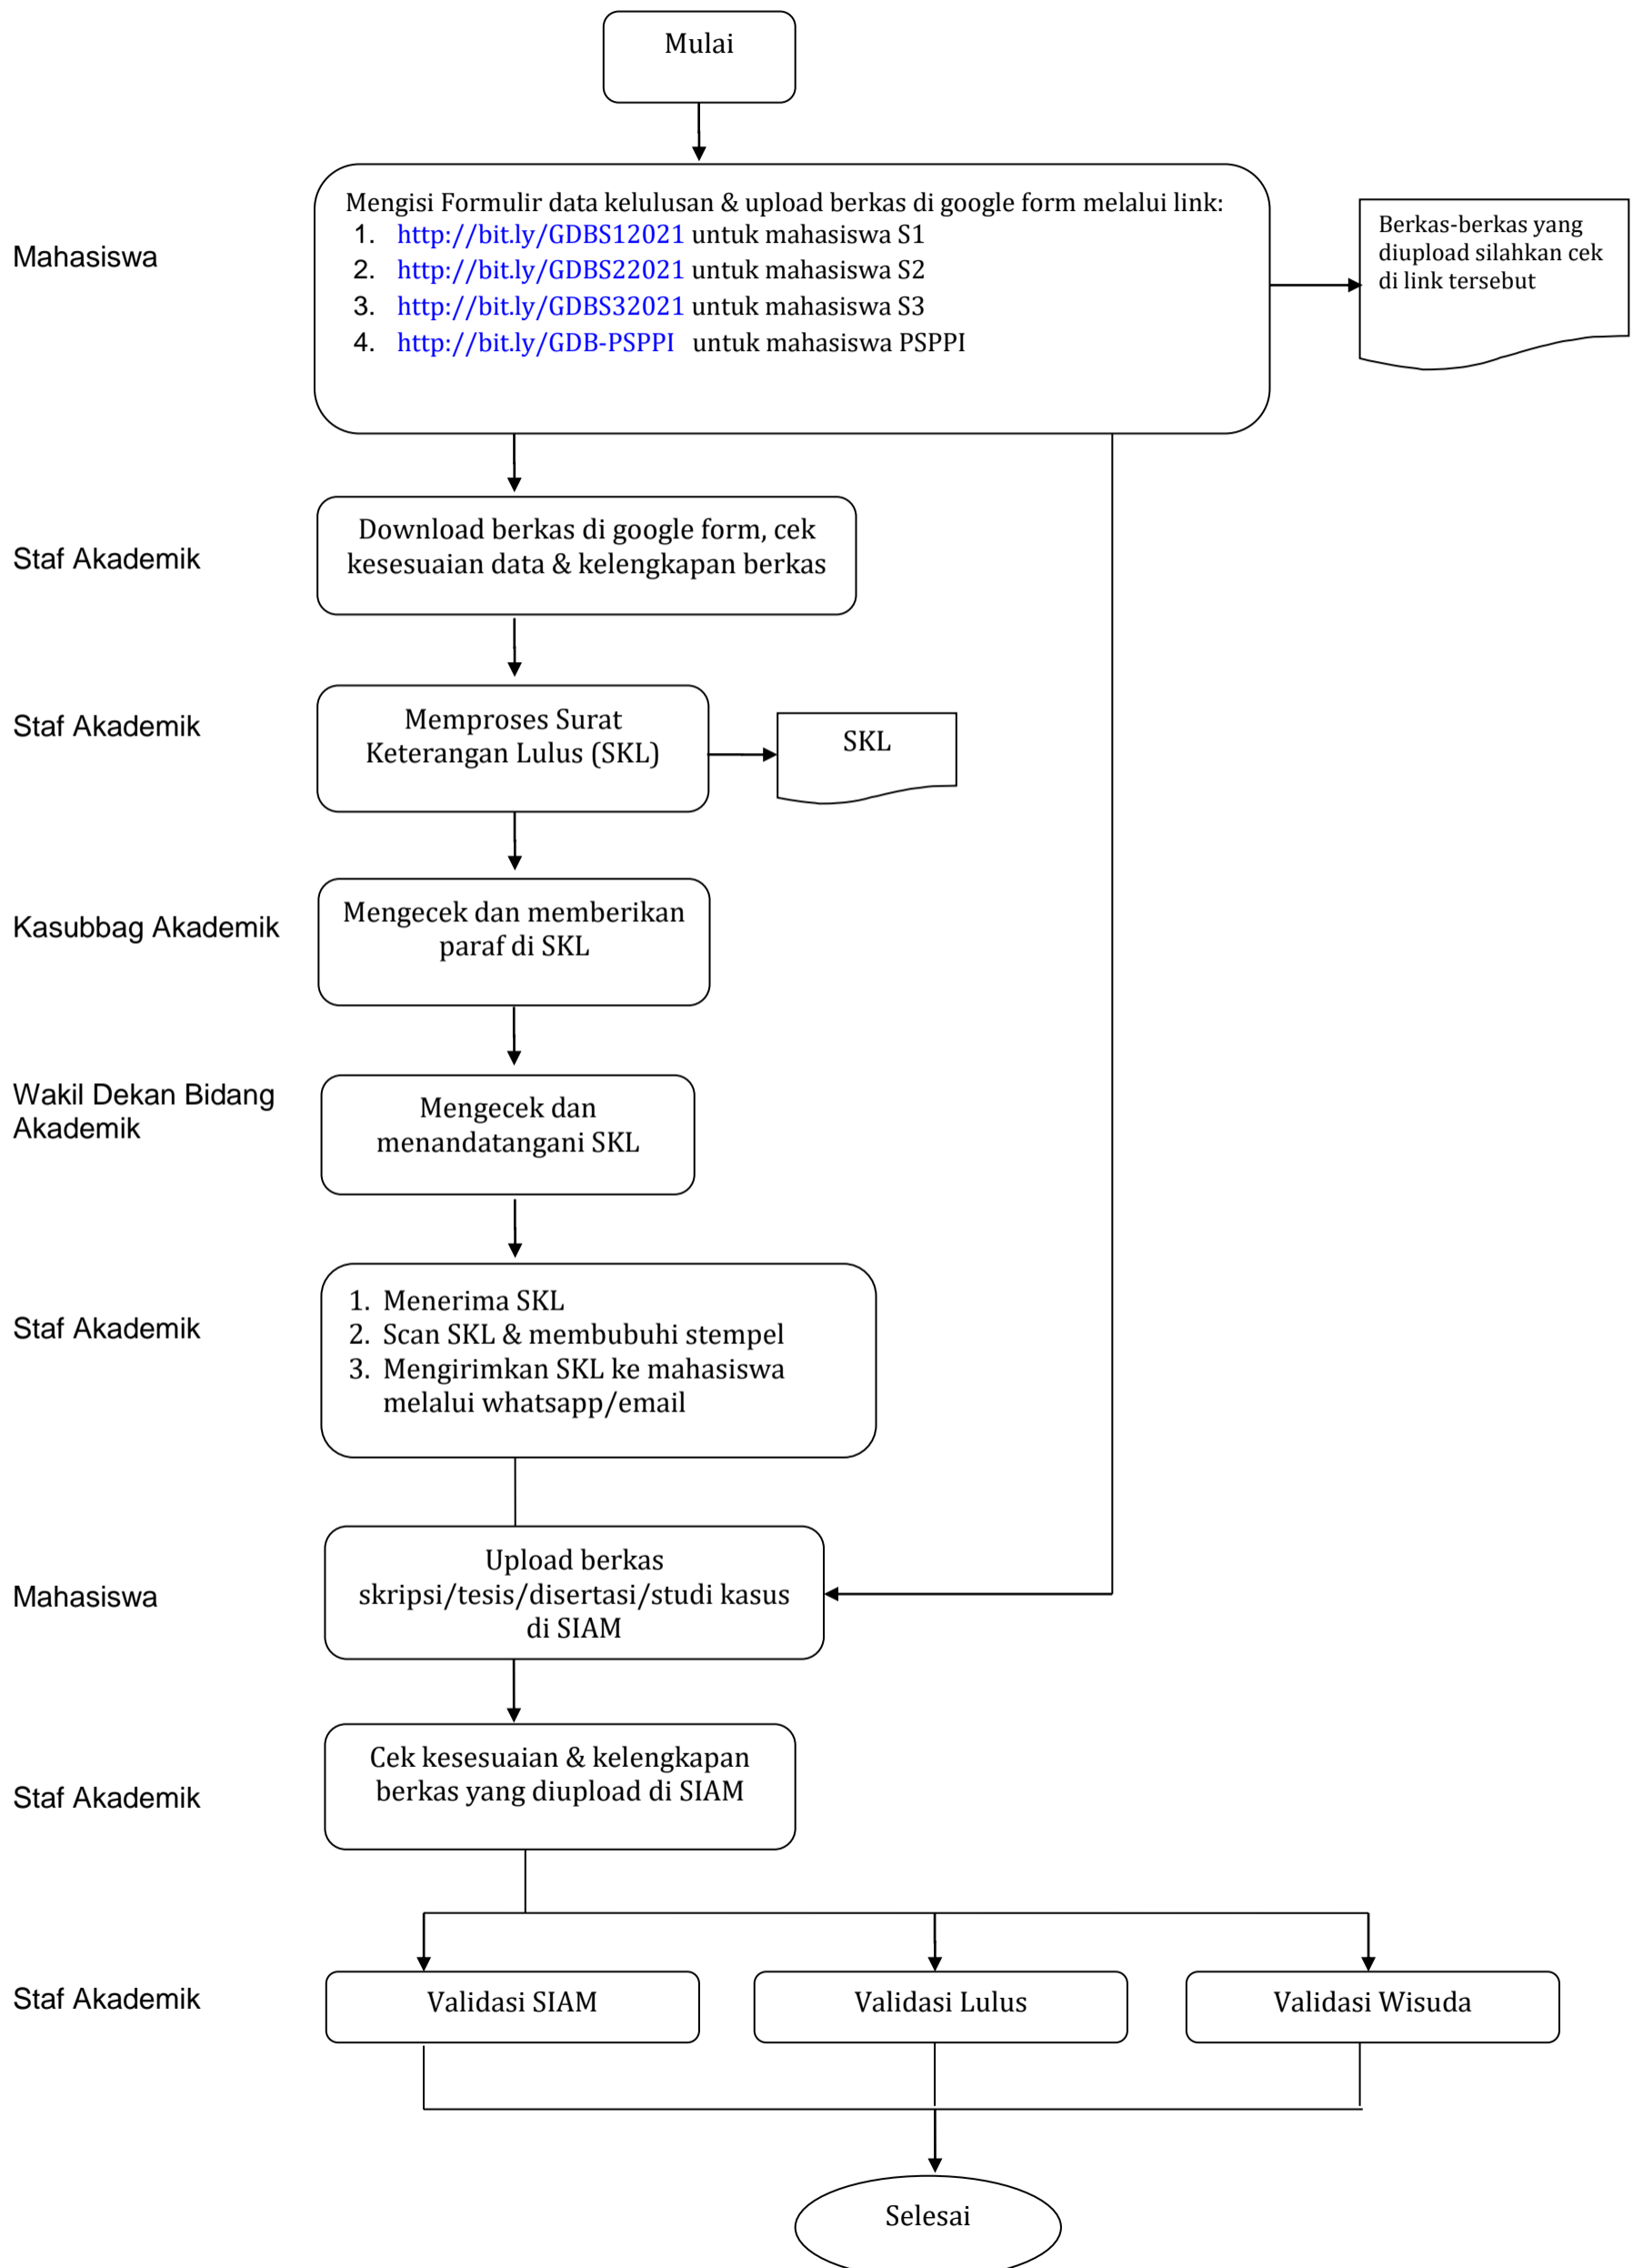 Mulai
Mahasiswa
Mengisi Formulir data kelulusan & upload berkas di google form melalui link:
1. http://bit.ly/GDBS12021 untuk mahasiswa S1
2. http://bit.ly/GDBS22021 untuk mahasiswa S2
3. http://bit.ly/GDBS32021 untuk mahasiswa S3
4. http://bit.ly/GDB-PSPPI untuk mahasiswa PSPPI
Berkas-berkas yang
diupload silahkan cek
di link tersebut
Staf Akademik
Download berkas di google form, cek
kesesuaian data & kelengkapan berkas
Staf Akademik
Memproses Surat
Keterangan Lulus (SKL)
SKL
Kasubbag Akademik
Mengecek dan memberikan
paraf di SKL
Wakil Dekan Bidang
Akademik
Mengecek dan
menandatangani SKL
Staf Akademik
1. Menerima SKL
2. Scan SKL & membubuhi stempel
3. Mengirimkan SKL ke mahasiswa
melalui whatsapp/email
Mahasiswa
Upload berkas
skripsi/tesis/disertasi/studi kasus
di SIAM
Staf Akademik
Cek kesesuaian & kelengkapan
berkas yang diupload di SIAM
Staf Akademik
Validasi SIAM
Validasi Lulus
Validasi Wisuda
Selesai